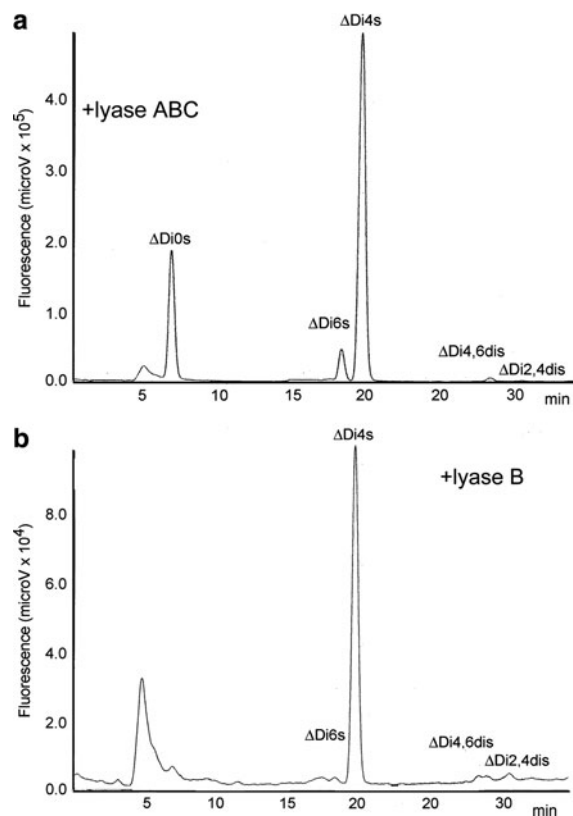 a
+lyase ABC
ΔDi4s
ΔDi0s
ΔDi6s
ΔDi4,6dis
ΔDi2,4dis
Fluorescence (microV x 10⁵)
4.0
3.0
2.0
1.0
0.0
5 10 15 20 20 30 min
b
ΔDi4s
+lyase B
ΔDi6s
ΔDi4,6dis
ΔDi2,4dis
Fluorescence (microV x 10⁴)
8.0
6.0
4.0
2.0
0.0
5 10 15 20 20 30 min